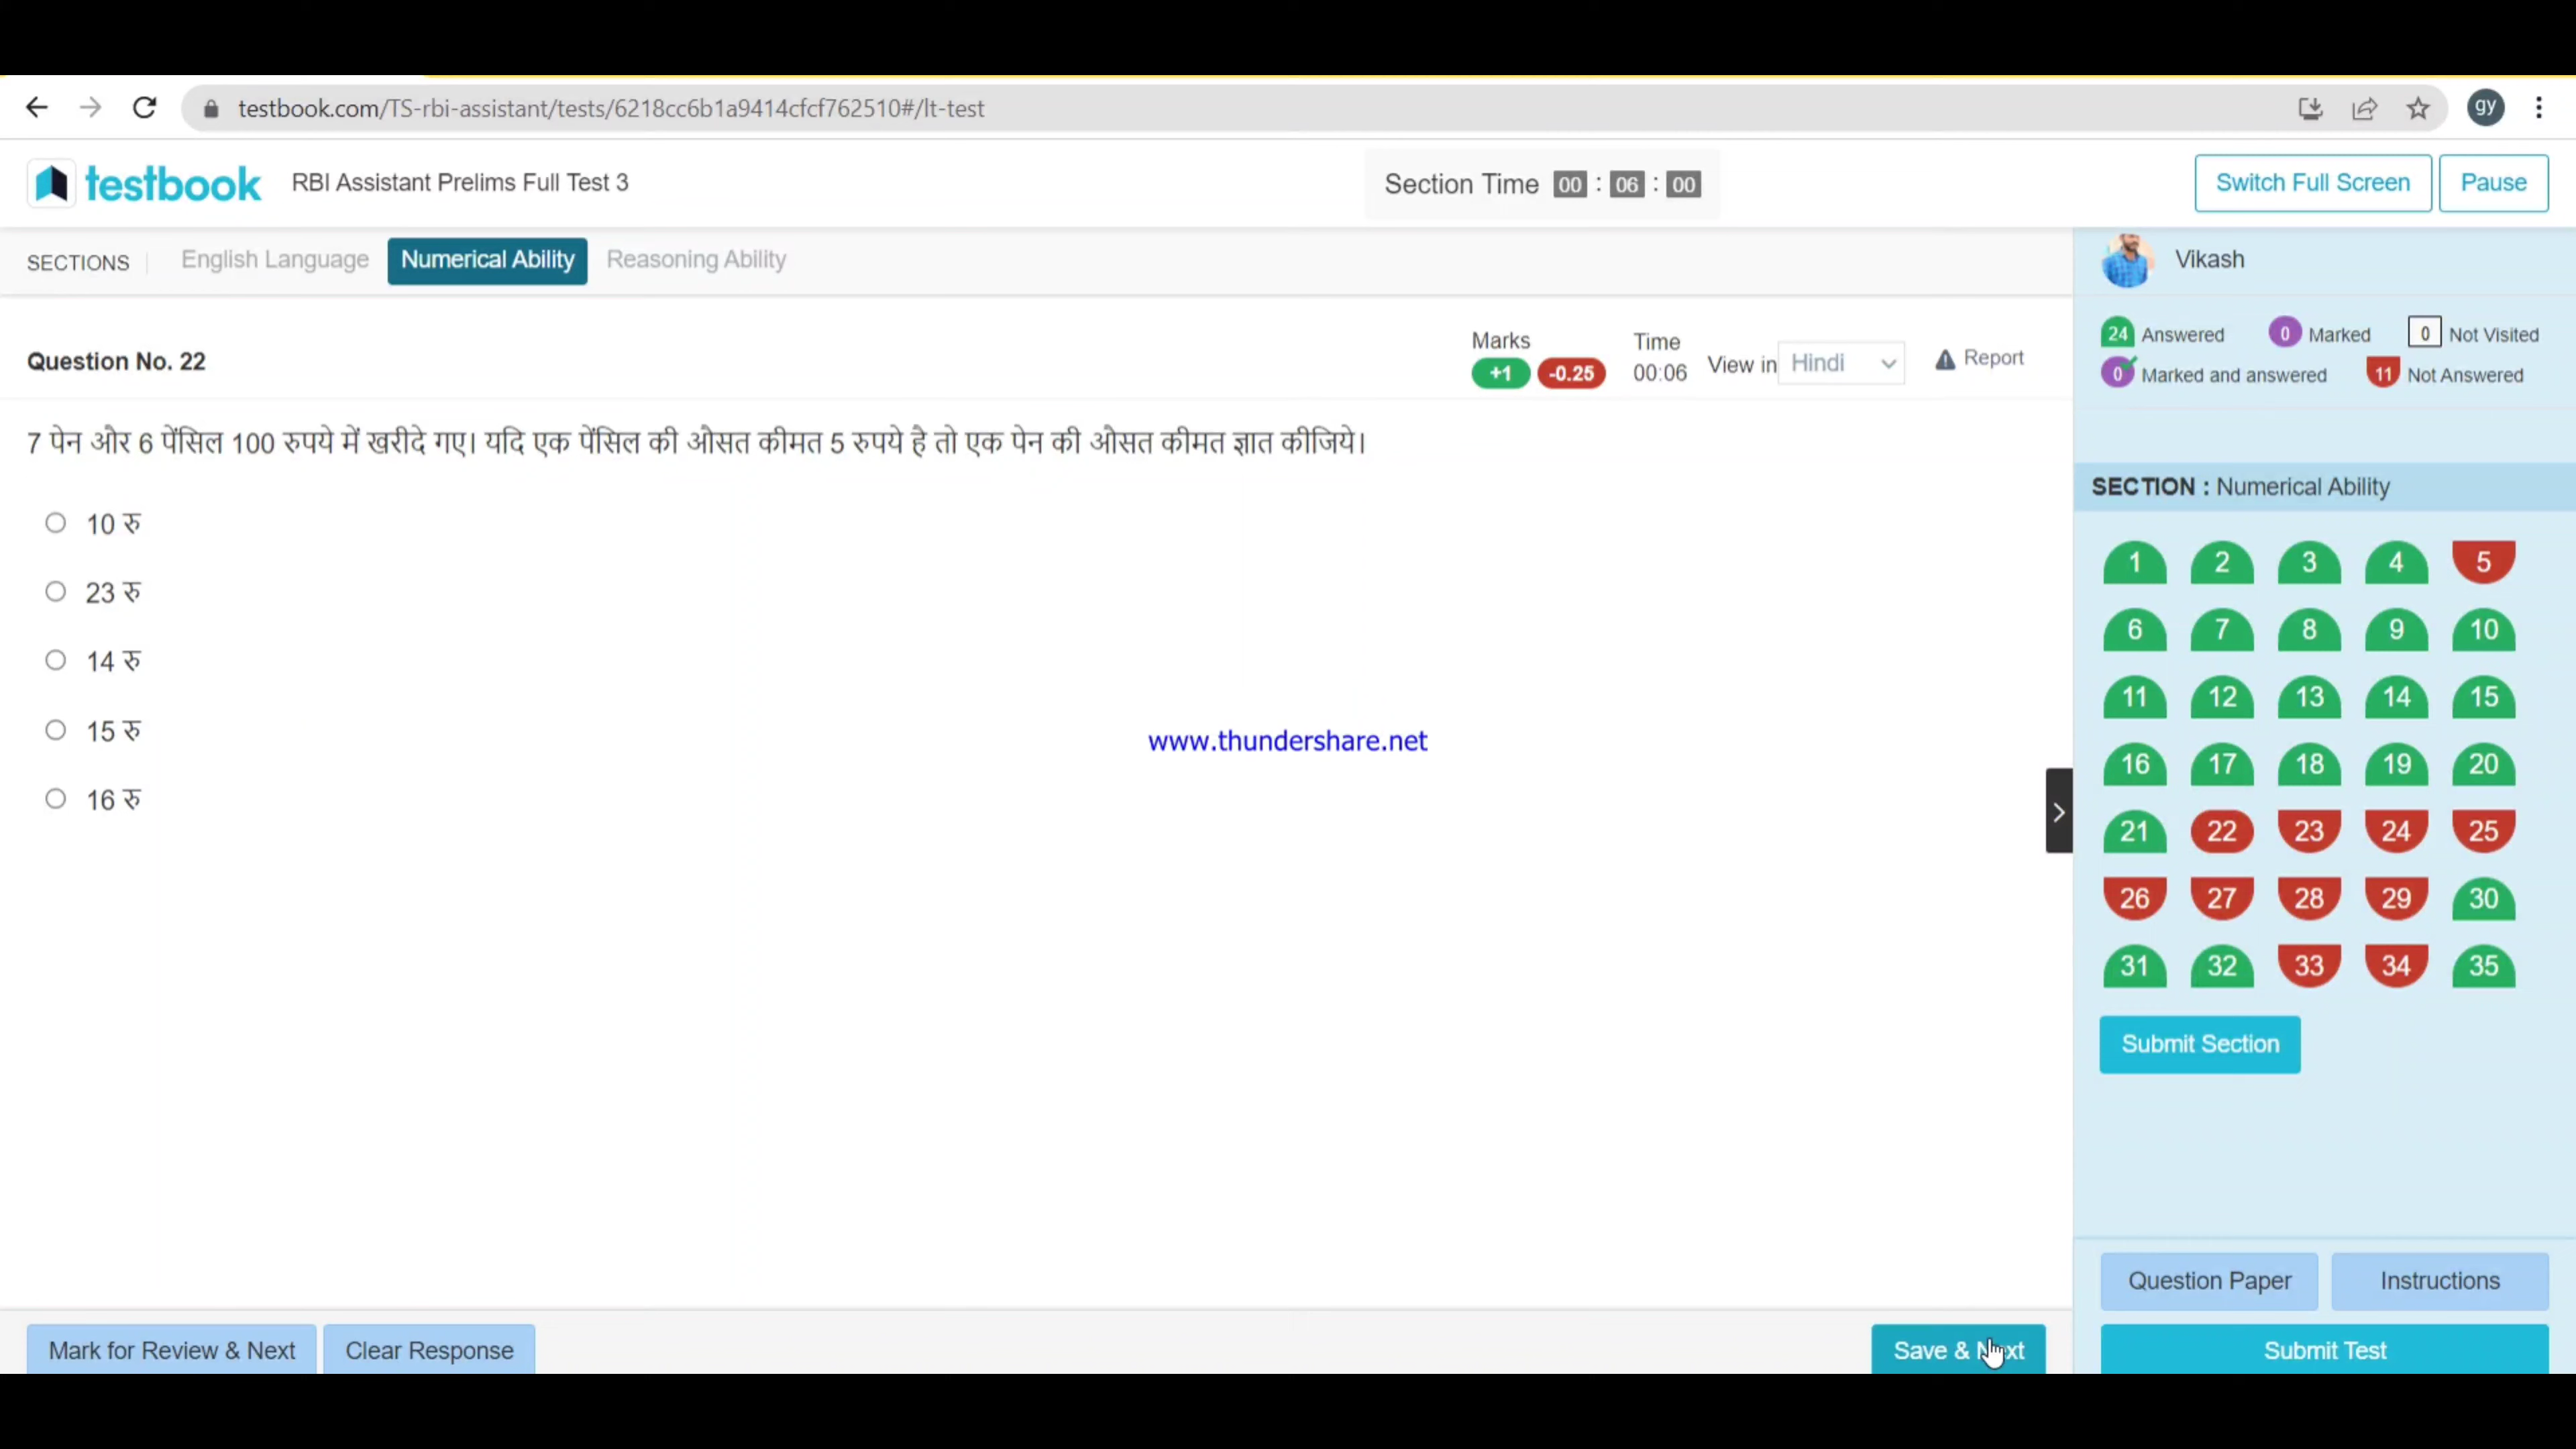 testbook.com/TS-rbi-assistant/tests/6218cc6b1a9414cfcf762510#/lt-test
gy
testbook
RBI Assistant Prelims Full Test 3
Section Time 00 : 06 : 00
Switch Full Screen
Pause
SECTIONS
English Language
Numerical Ability
Reasoning Ability
Vikash
24 Answered
0 Marked
0 Not Visited
0 Marked and answered
11 Not Answered
Question No. 22
Marks
+1 -0.25
Time
00:06
View in Hindi
Report
7 पेन और 6 पेंसिल 100 रुपये में खरीदे गए। यदि एक पेंसिल की औसत कीमत 5 रुपये है तो एक पेन की औसत कीमत ज्ञात कीजिये।
10 रु
23 रु
14 रु
15 रु
16 रु
www.thundershare.net
SECTION : Numerical Ability
1 2 3 4 5
6 7 8 9 10
11 12 13 14 15
16 17 18 19 20
21 22 23 24 25
26 27 28 29 30
31 32 33 34 35
Submit Section
Question Paper
Instructions
Mark for Review & Next
Clear Response
Save & Next
Submit Test